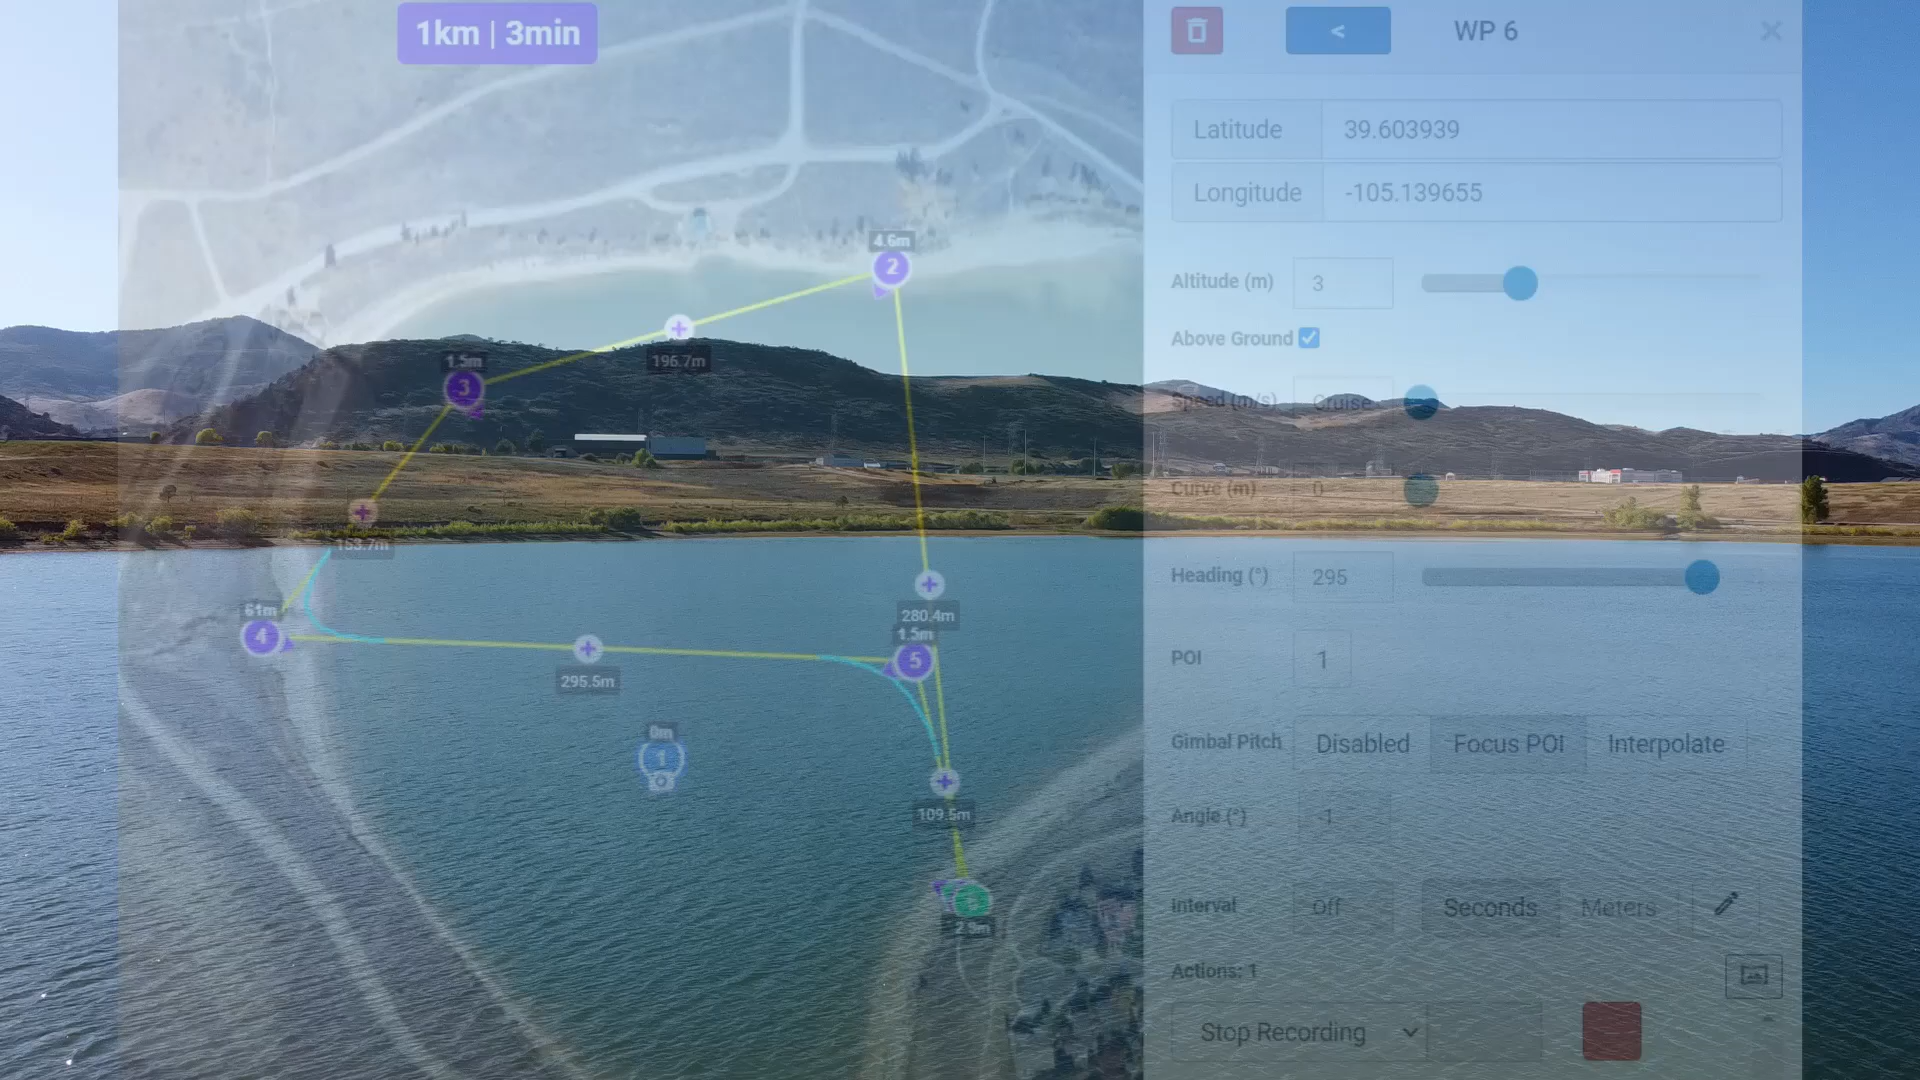 1km | 3min
<
WP 6
Latitude
39.603939
Longitude
-105.139655
Altitude (m)
3
Above Ground
Speed (m/s)
Cruise
Curve (m)
0
Heading (°)
295
POI
1
Gimbal Pitch
Disabled
Focus POI
Interpolate
Angle (°)
-1
Interval
Off
Seconds
Meters
Actions: 1
Stop Recording
4.6m
2
196.7m
1.5m
3
61m
4
295.5m
280.4m
1.5m
5
0m
1
109.5m
2.9m